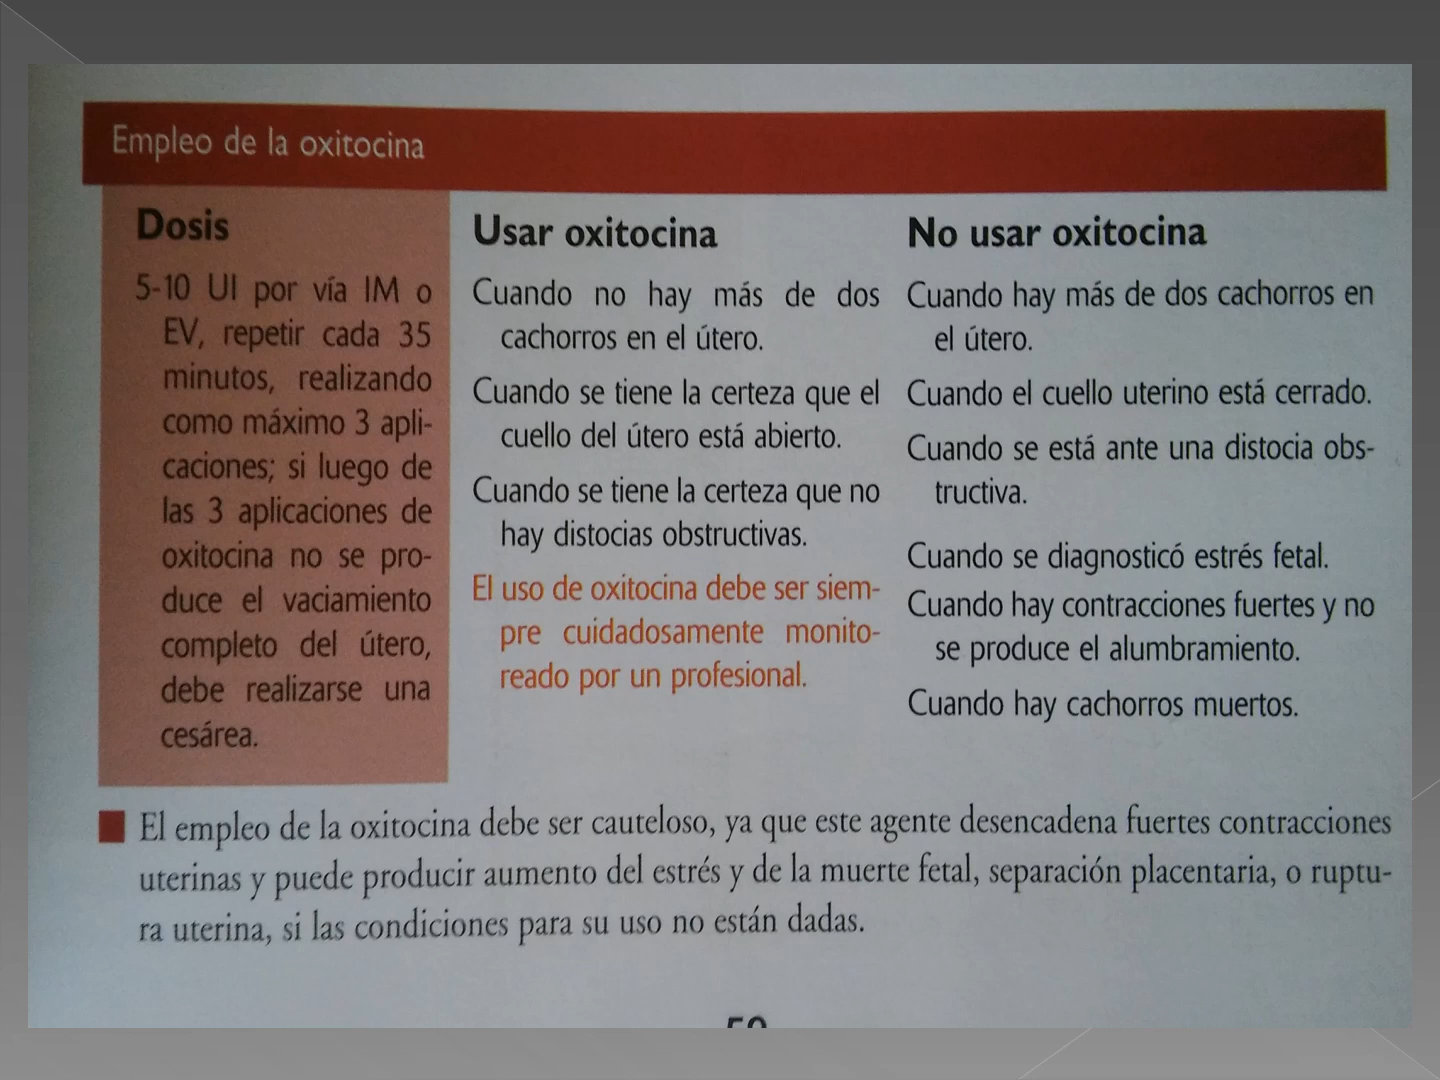 Empleo de la oxitocina
Dosis
5-10 UI por vía IM o
EV, repetir cada 35
minutos, realizando
como máximo 3 apli-
caciones; si luego de
las 3 aplicaciones de
oxitocina no se pro-
duce el vaciamiento
completo del útero,
debe realizarse una
cesárea.
Usar oxitocina
Cuando no hay más de dos
cachorros en el útero.
Cuando se tiene la certeza que el
cuello del útero está abierto.
Cuando se tiene la certeza que no
hay distocias obstructivas.
El uso de oxitocina debe ser siem-
pre cuidadosamente monito-
reado por un profesional.
No usar oxitocina
Cuando hay más de dos cachorros en
el útero.
Cuando el cuello uterino está cerrado.
Cuando se está ante una distocia obs-
tructiva.
Cuando se diagnosticó estrés fetal.
Cuando hay contracciones fuertes y no
se produce el alumbramiento.
Cuando hay cachorros muertos.
El empleo de la oxitocina debe ser cauteloso, ya que este agente desencadena fuertes contracciones
uterinas y puede producir aumento del estrés y de la muerte fetal, separación placentaria, o ruptu-
ra uterina, si las condiciones para su uso no están dadas.